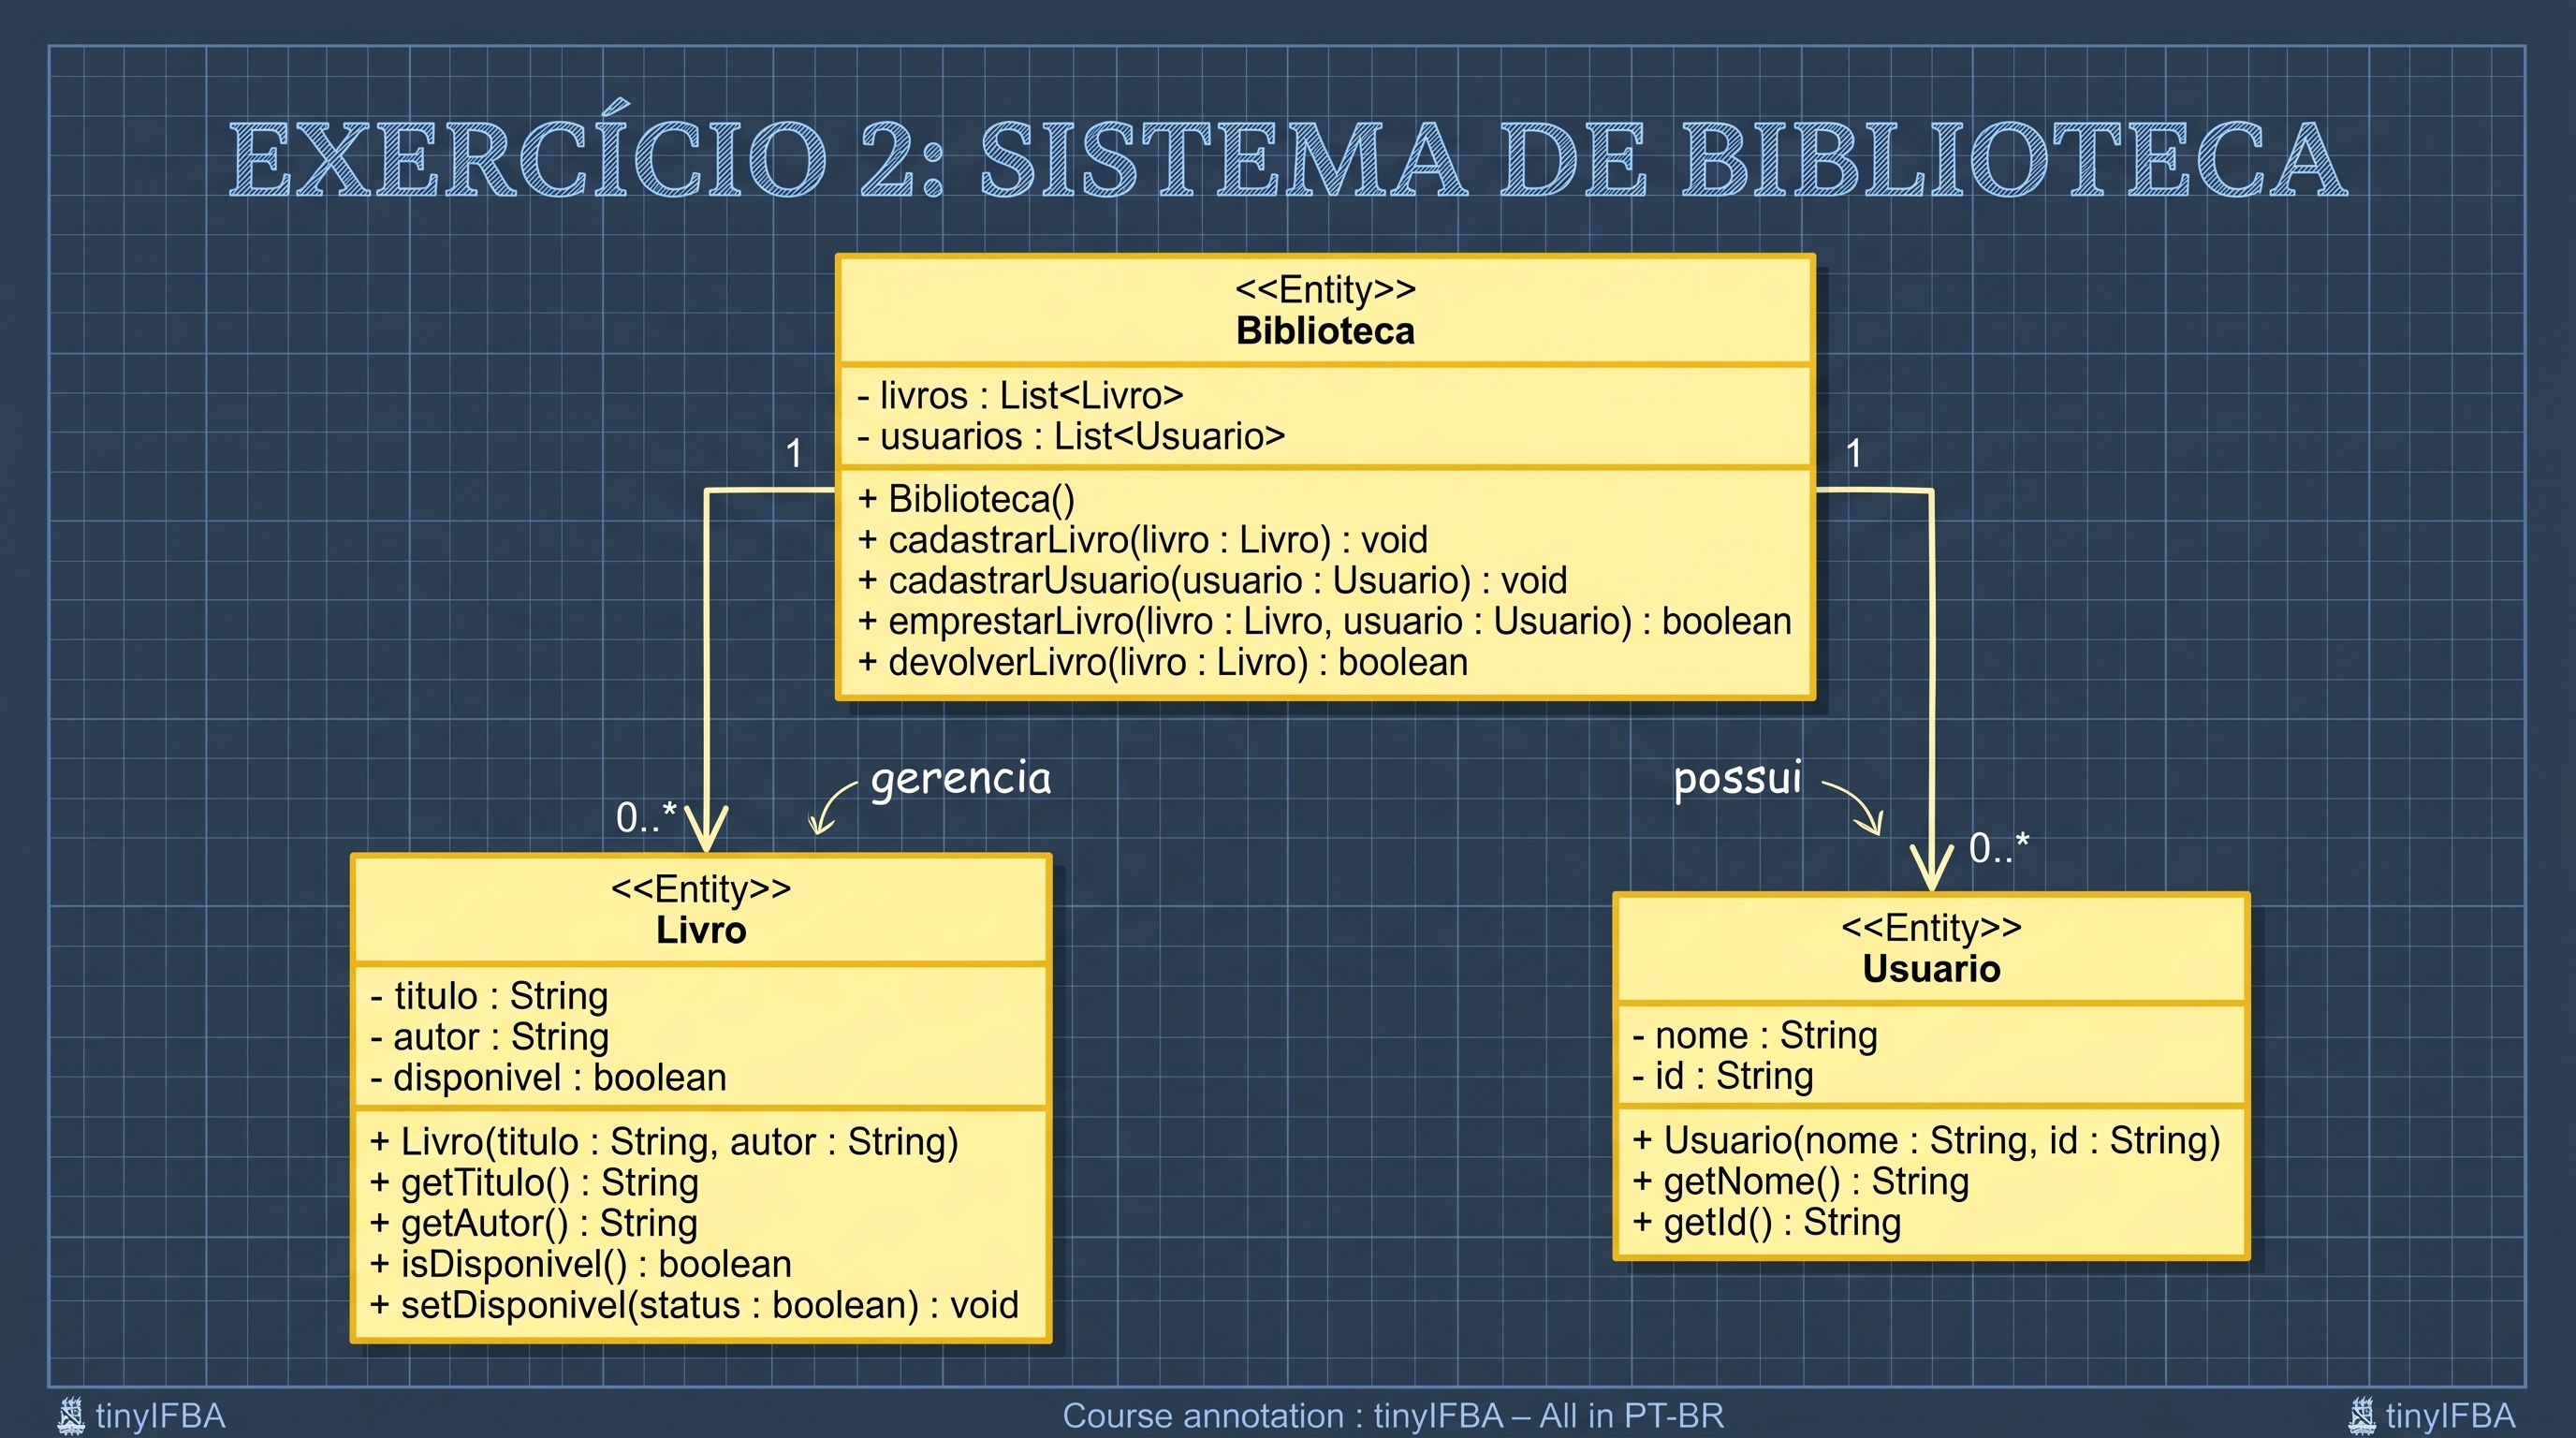 EXERCÍCIO 2: SISTEMA DE BIBLIOTECA
<<Entity>>
Biblioteca
- livros : List<Livro>
- usuarios : List<Usuario>
+ Biblioteca()
+ cadastrarLivro(livro : Livro) : void
+ cadastrarUsuario(usuario : Usuario) : void
+ emprestarLivro(livro : Livro, usuario : Usuario) : boolean
+ devolverLivro(livro : Livro) : boolean
1
1
gerencia
possui
0..*
0..*
<<Entity>>
Livro
- titulo : String
- autor : String
- disponivel : boolean
+ Livro(titulo : String, autor : String)
+ getTitulo() : String
+ getAutor() : String
+ isDisponivel() : boolean
+ setDisponivel(status : boolean) : void
<<Entity>>
Usuario
- nome : String
- id : String
+ Usuario(nome : String, id : String)
+ getNome() : String
+ getId() : String
tinyIFBA
Course annotation : tinyIFBA – All in PT-BR
tinyIFBA